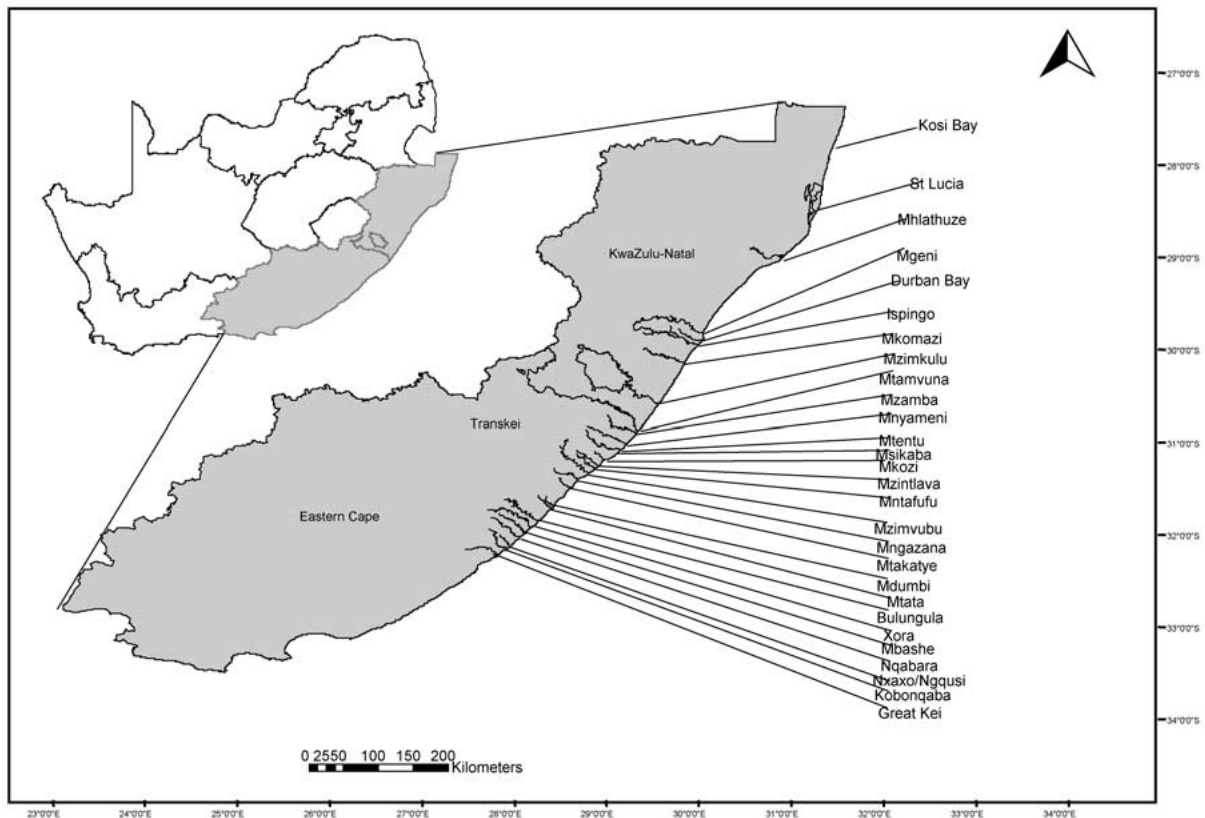 27°0'0"S
Kosi Bay
28°0'0"S
St Lucia
Mhlathuze
KwaZulu-Natal
Mgeni
29°0'0"S
Durban Bay
Ispingo
Mkomazi
30°0'0"S
Mzimkulu
Mtamvuna
Mzamba
Transkei
Mnyameni
Mtentu
31°0'0"S
Msikaba
Mkozi
Mzintlava
Mntafufu
Eastern Cape
Mzimvubu
32°0'0"S
Mngazana
Mtakatye
Mdumbi
Mtata
Bulungula
Xora
33°0'0"S
Mbashe
Nqabara
Nxaxo/Ngqusi
Kobonqaba
Great Kei
34°0'0"S
0 2550 100 150 200
Kilometers
23°0'0"E 24°0'0"E 25°0'0"E 26°0'0"E 27°0'0"E 28°0'0"E 29°0'0"E 30°0'0"E 31°0'0"E 32°0'0"E 33°0'0"E 34°0'0"E